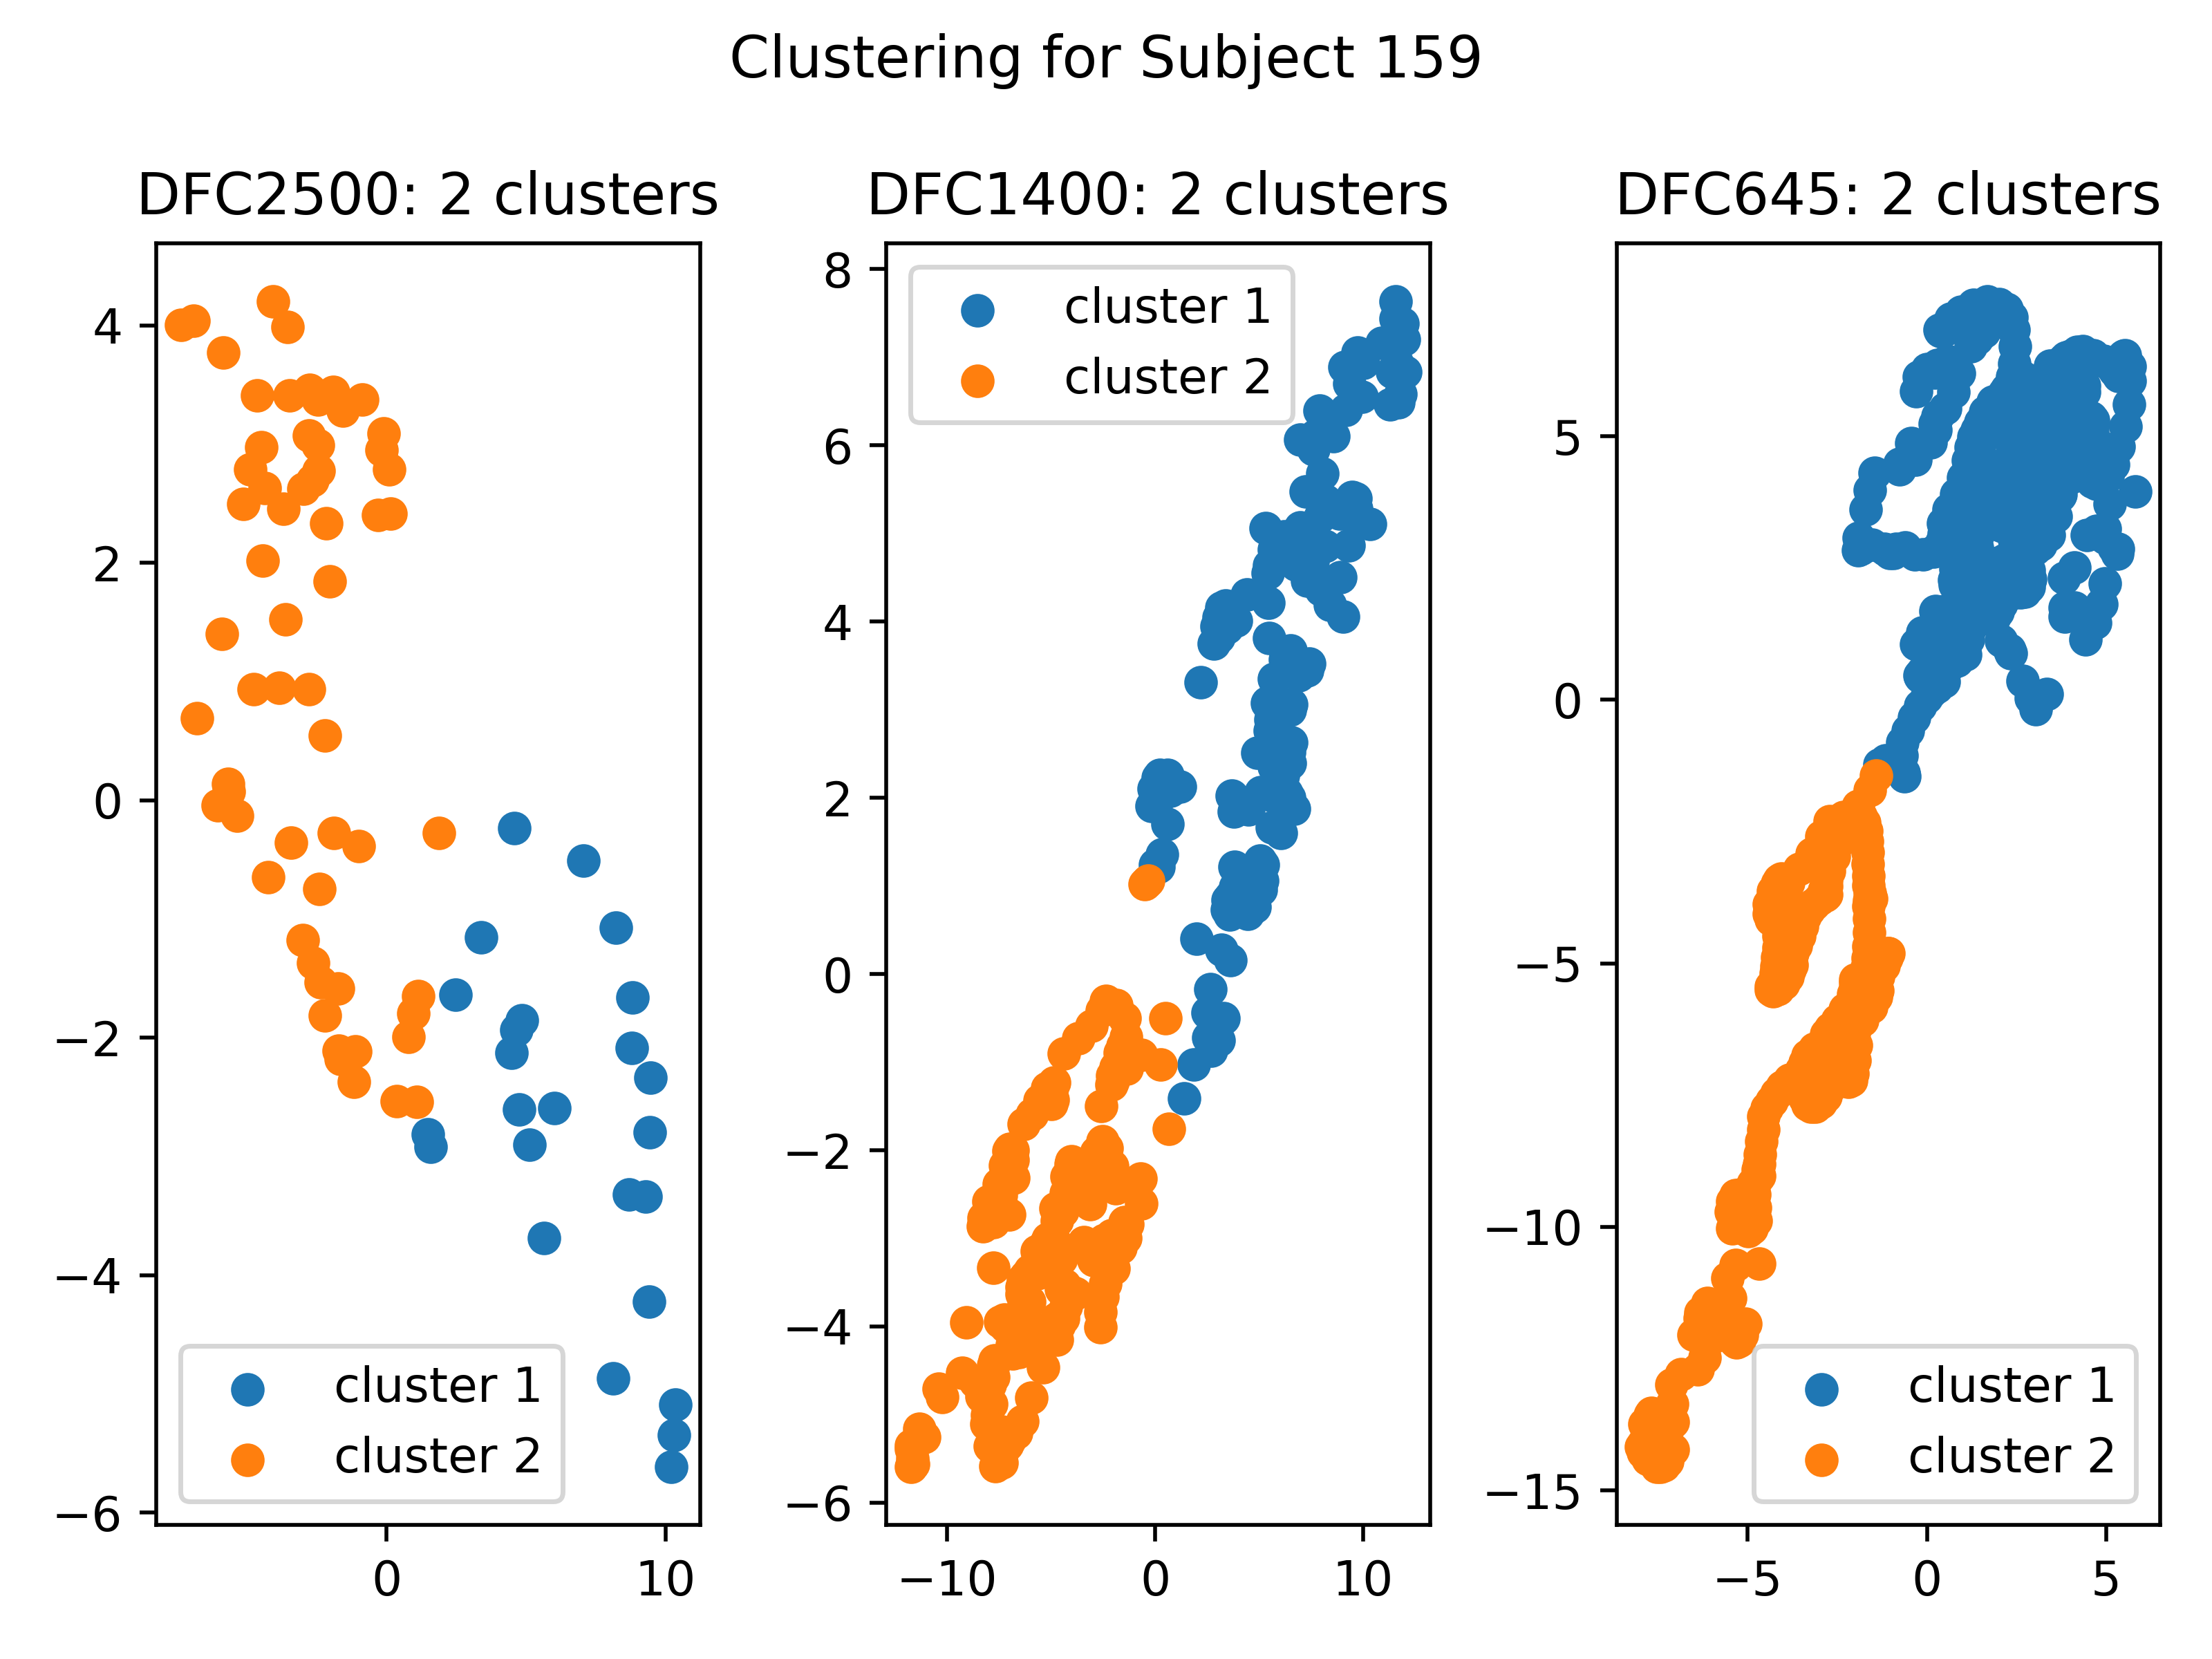 Clustering for Subject 159
DFC2500: 2 clusters
4
2
0
−2
−4
−6
0
10
cluster 1
cluster 2
DFC1400: 2 clusters
8
6
4
2
0
−2
−4
−6
−10
0
10
cluster 1
cluster 2
DFC645: 2 clusters
5
0
−5
−10
−15
−5
0
5
cluster 1
cluster 2